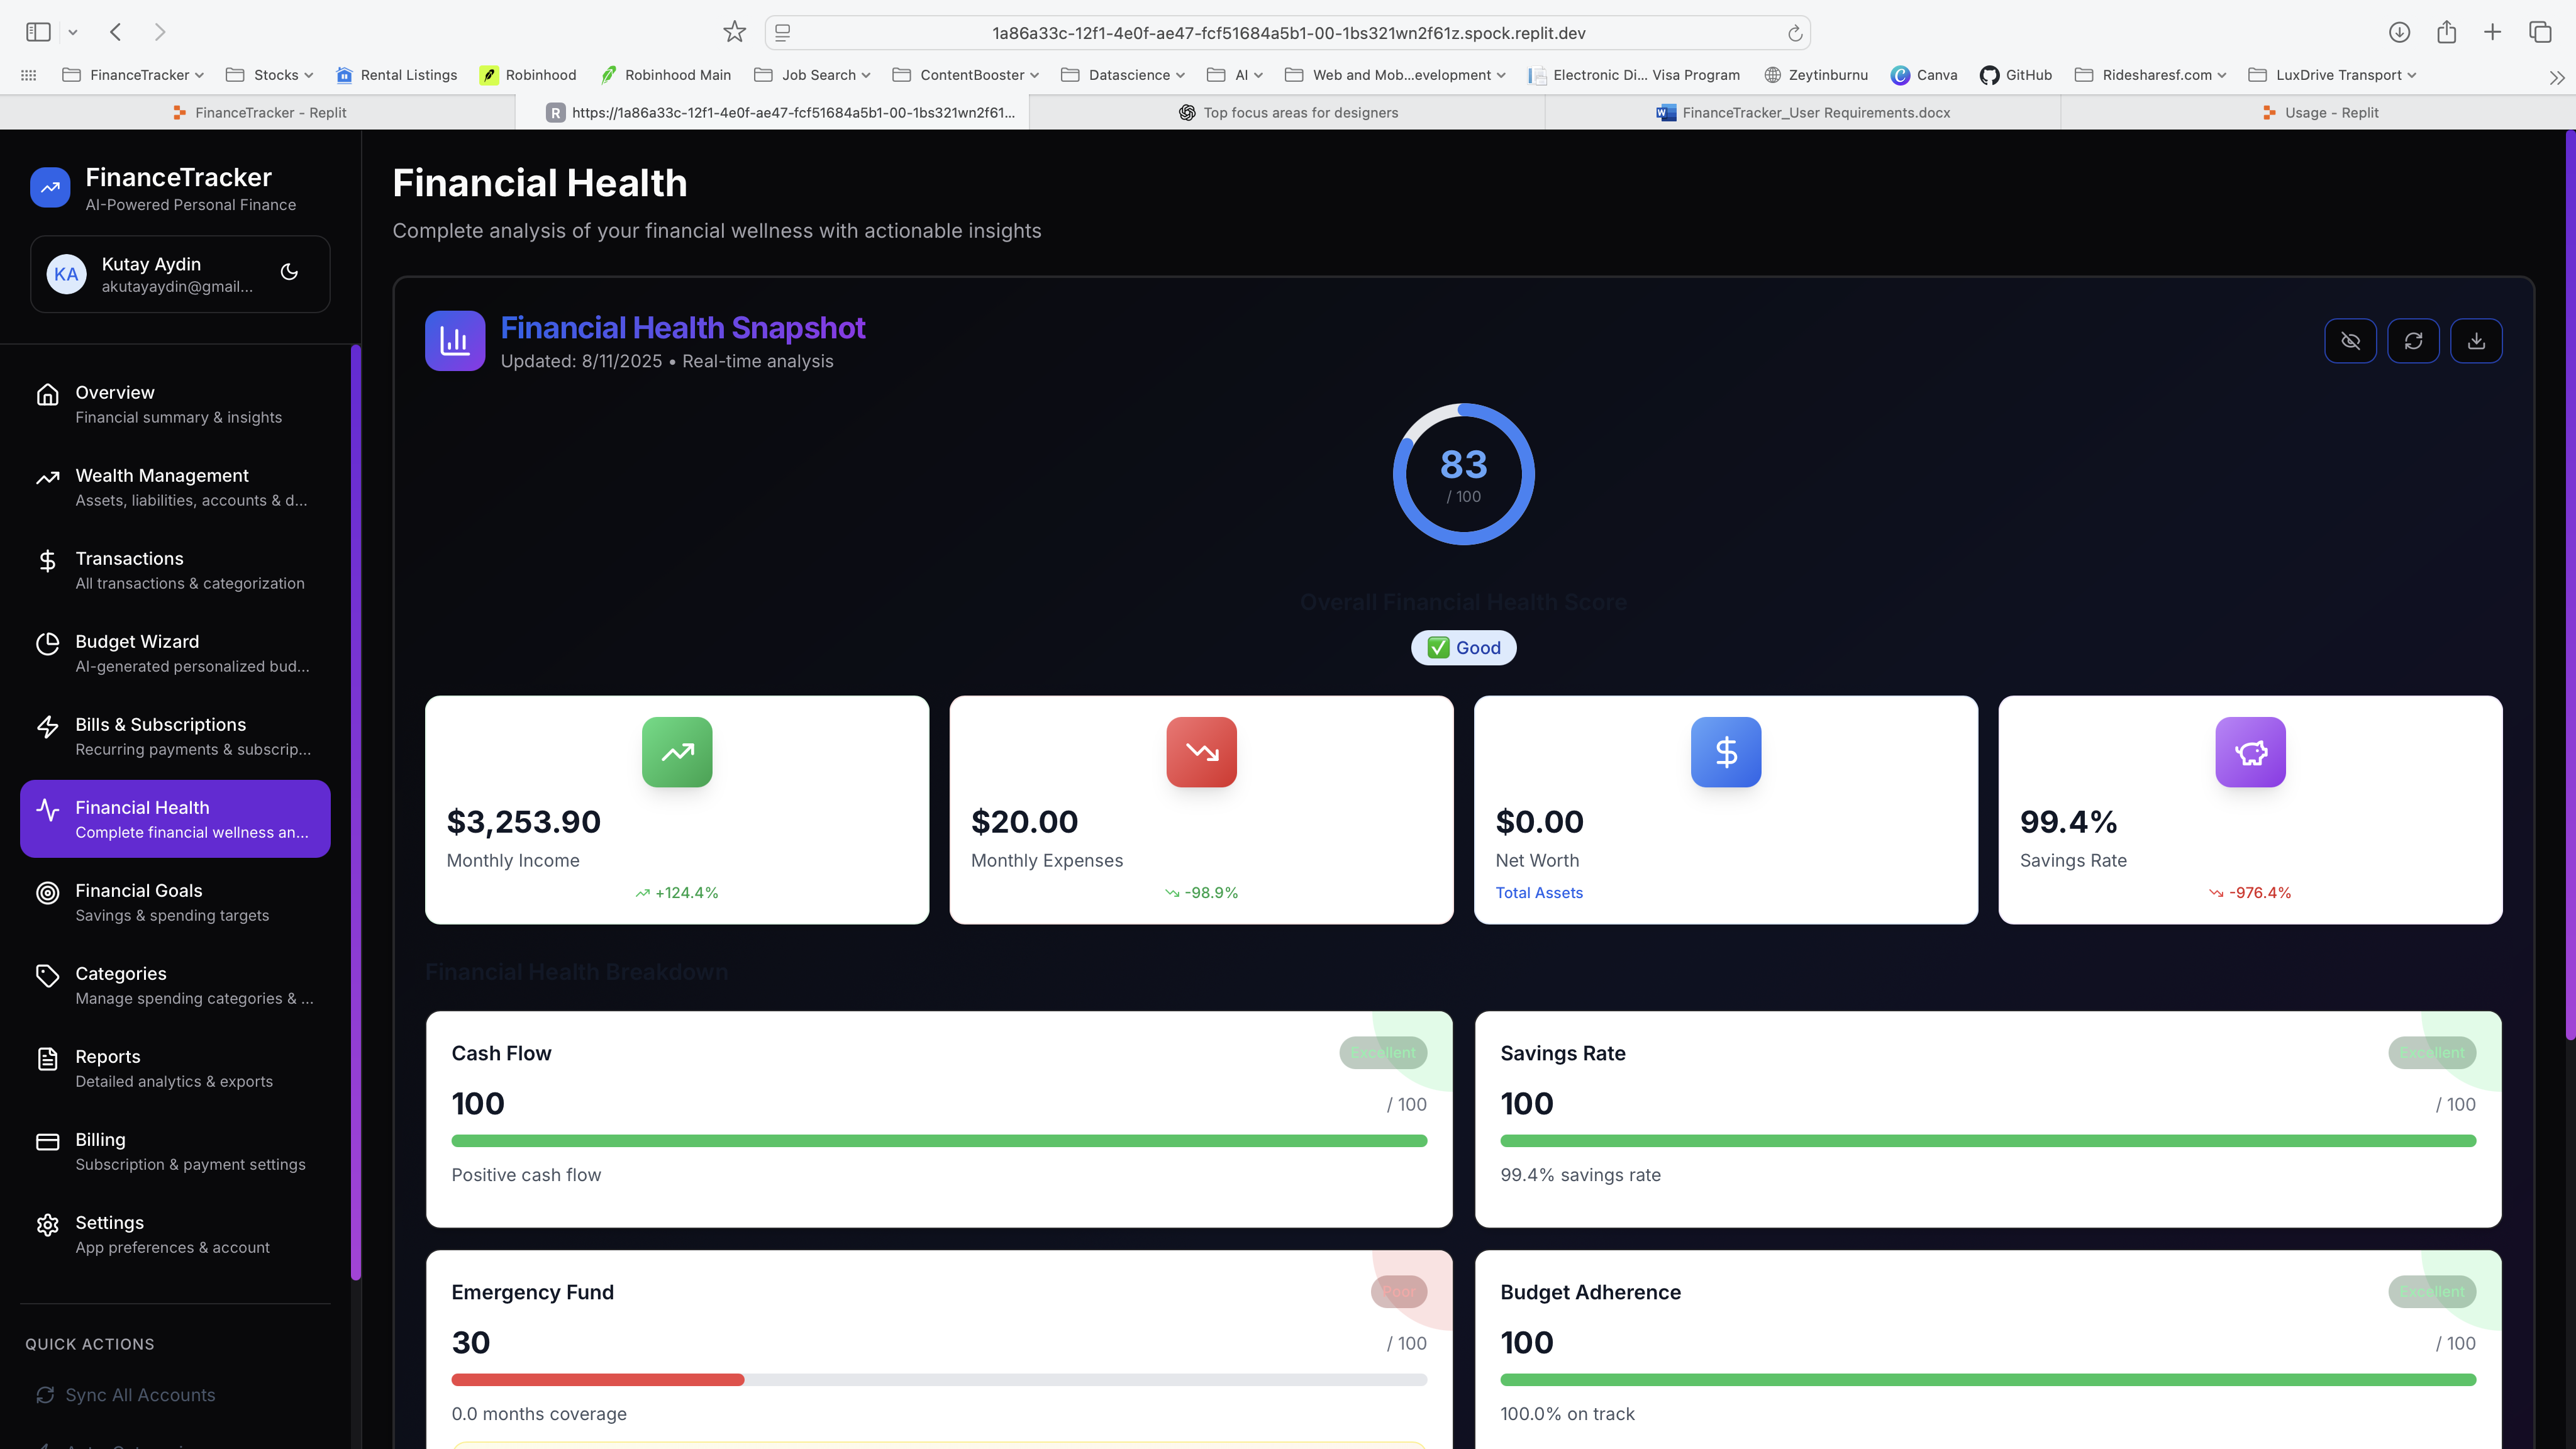 1a86a33c-12f1-4e0f-ae47-fcf51684a5b1-00-1bs321wn2f61z.spock.replit.dev
FinanceTracker
Stocks
Rental Listings
Robinhood
Robinhood Main
Job Search
ContentBooster
Datascience
AI
Web and Mob...evelopment
Electronic Di... Visa Program
Zeytinburnu
Canva
GitHub
Ridesharesf.com
LuxDrive Transport
FinanceTracker - Replit
R https://1a86a33c-12f1-4e0f-ae47-fcf51684a5b1-00-1bs321wn2f61...
Top focus areas for designers
FinanceTracker_User Requirements.docx
Usage - Replit
FinanceTracker
AI-Powered Personal Finance
KA
Kutay Aydin
akutayaydin@gmail...
Overview
Financial summary & insights
Wealth Management
Assets, liabilities, accounts & d...
Transactions
All transactions & categorization
Budget Wizard
AI-generated personalized bud...
Bills & Subscriptions
Recurring payments & subscrip...
Financial Health
Complete financial wellness an...
Financial Goals
Savings & spending targets
Categories
Manage spending categories & ...
Reports
Detailed analytics & exports
Billing
Subscription & payment settings
Settings
App preferences & account
QUICK ACTIONS
Sync All Accounts
Financial Health
Complete analysis of your financial wellness with actionable insights
Financial Health Snapshot
Updated: 8/11/2025 • Real-time analysis
83
/ 100
Overall Financial Health Score
✅ Good
$3,253.90
Monthly Income
+124.4%
$20.00
Monthly Expenses
-98.9%
$0.00
Net Worth
Total Assets
99.4%
Savings Rate
-976.4%
Financial Health Breakdown
Cash Flow
Excellent
100
/ 100
Positive cash flow
Savings Rate
Excellent
100
/ 100
99.4% savings rate
Emergency Fund
Poor
30
/ 100
0.0 months coverage
Budget Adherence
Excellent
100
/ 100
100.0% on track